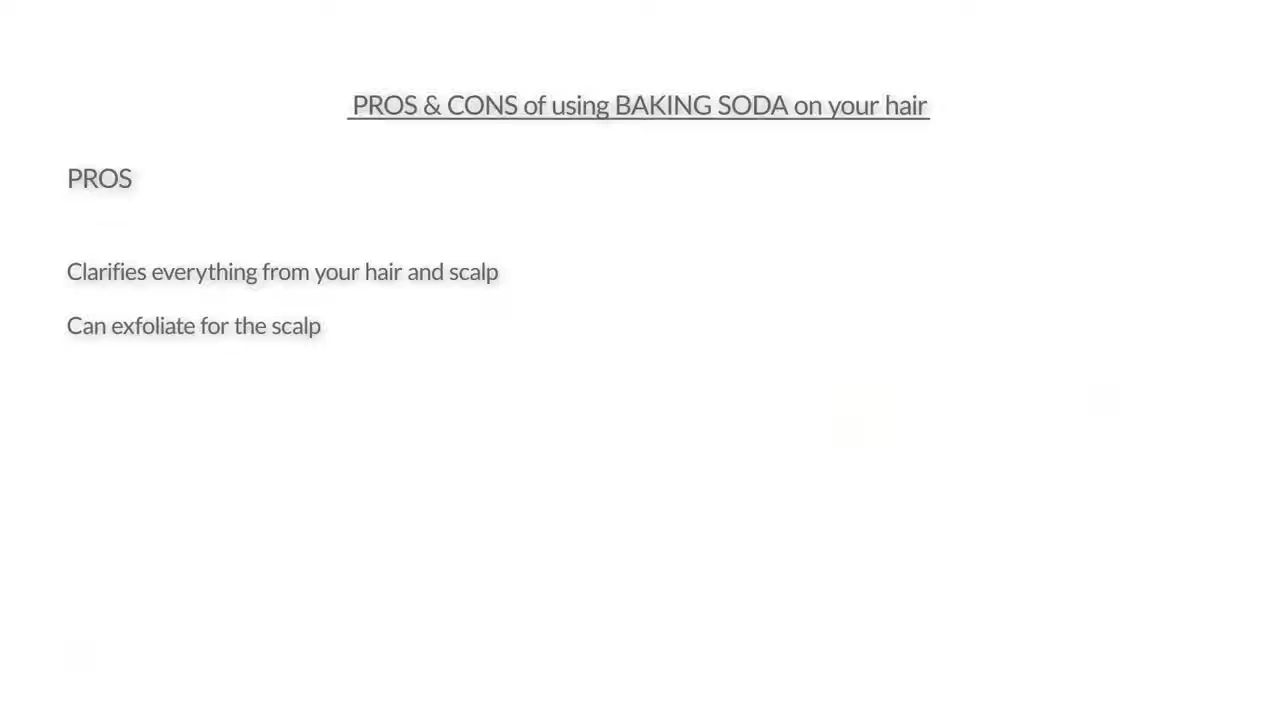 PROS & CONS of using BAKING SODA on your hair
PROS
Clarifies everything from your hair and scalp
Can exfoliate for the scalp